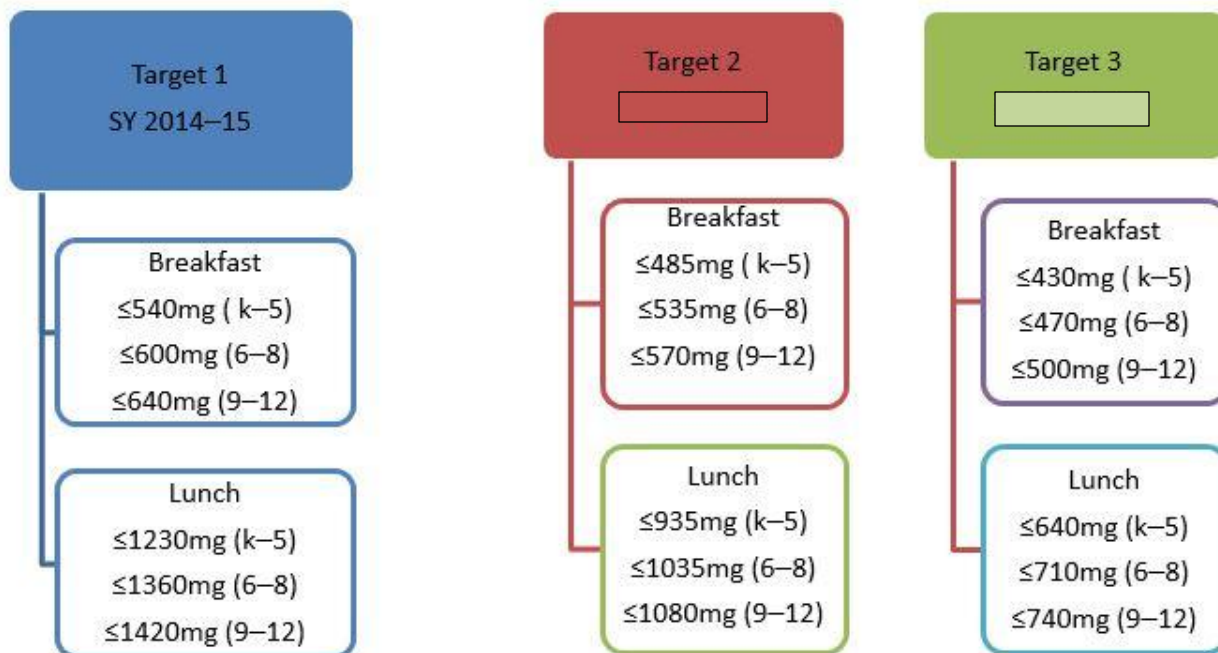 Target 1
SY 2014–15
Breakfast
≤540mg ( k–5)
≤600mg (6–8)
≤640mg (9–12)
Lunch
≤1230mg (k–5)
≤1360mg (6–8)
≤1420mg (9–12)
Target 2
Breakfast
≤485mg ( k–5)
≤535mg (6–8)
≤570mg (9–12)
Lunch
≤935mg (k–5)
≤1035mg (6–8)
≤1080mg (9–12)
Target 3
Breakfast
≤430mg ( k–5)
≤470mg (6–8)
≤500mg (9–12)
Lunch
≤640mg (k–5)
≤710mg (6–8)
≤740mg (9–12)